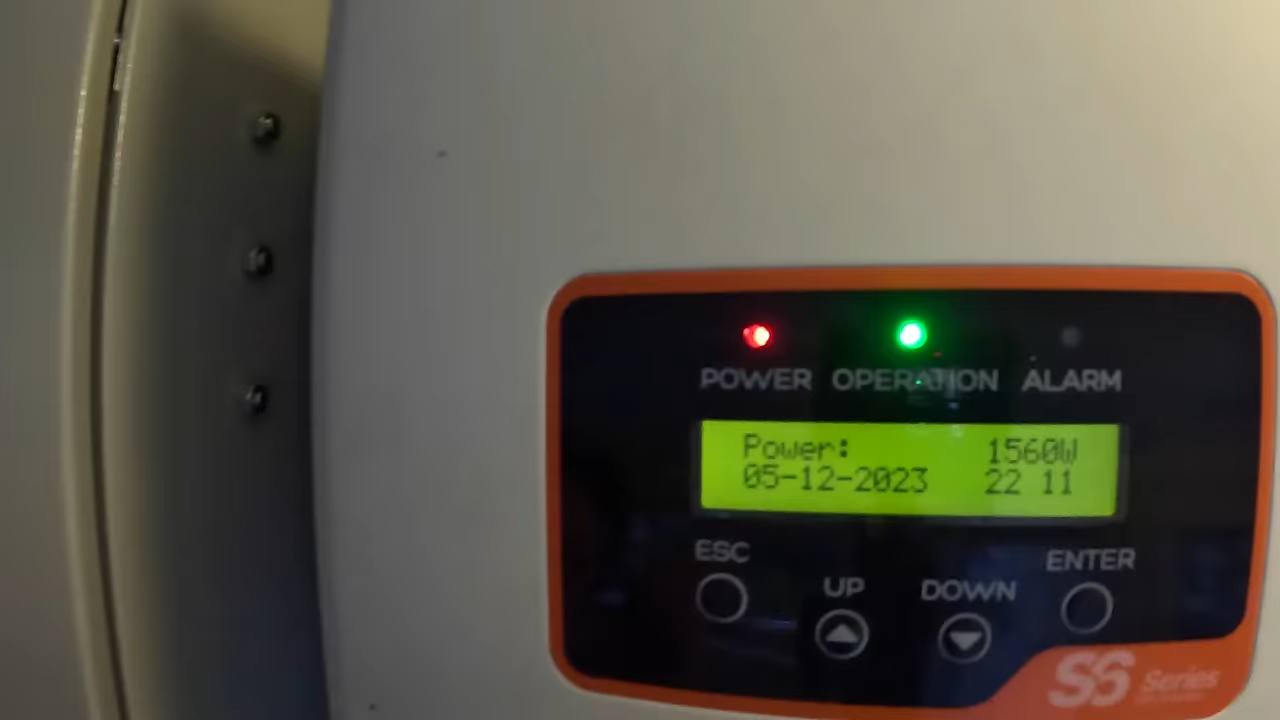 POWER OPERATION ALARM
Power: 1560W
05-12-2023 22 11
ESC
ENTER
UP
DOWN
S6 Series